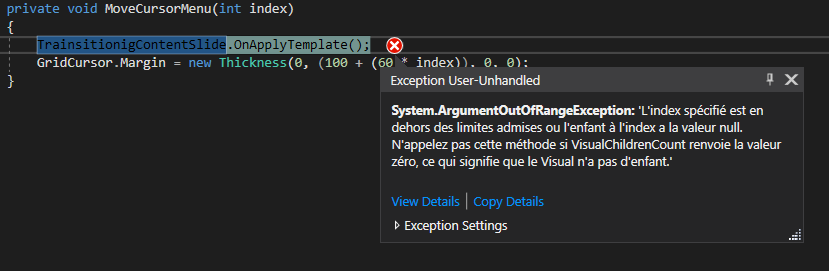 private void MoveCursorMenu(int index)
{
TrainsitionigContentSlide.OnApplyTemplate();
GridCursor.Margin = new Thickness(0, (100 + (60 * index)), 0, 0);
}
Exception User-Unhandled
System.ArgumentOutOfRangeException: 'L'index spécifié est en
dehors des limites admises ou l'enfant à l'index a la valeur null.
N'appelez pas cette méthode si VisualChildrenCount renvoie la valeur
zéro, ce qui signifie que le Visual n'a pas d'enfant.'
View Details | Copy Details
Exception Settings